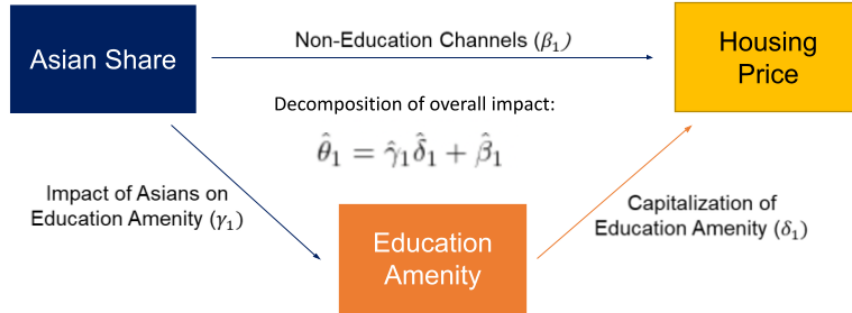 Asian Share
Non-Education Channels (β₁)
Housing
Price
Decomposition of overall impact:
θ̂₁ = γ̂₁δ̂₁ + β̂₁
Impact of Asians on
Education Amenity (γ₁)
Education
Amenity
Capitalization of
Education Amenity (δ₁)